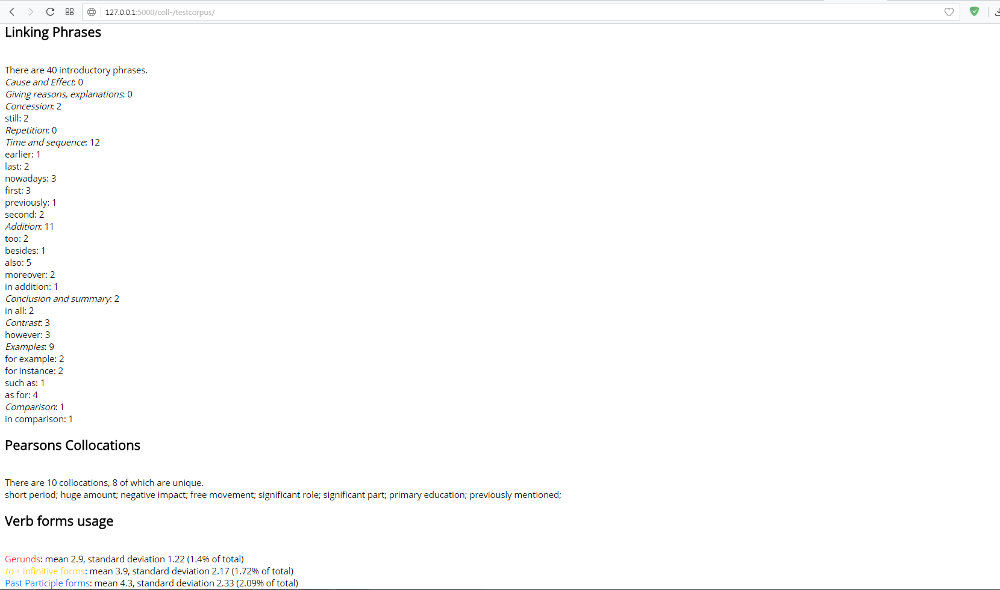 127.0.0.1:5000/coll-/testcorpus/
Linking Phrases
There are 40 introductory phrases.
Cause and Effect: 0
Giving reasons, explanations: 0
Concession: 2
still: 2
Repetition: 0
Time and sequence: 12
earlier: 1
last: 2
nowadays: 3
first: 3
previously: 1
second: 2
Addition: 11
too: 2
besides: 1
also: 5
moreover: 2
in addition: 1
Conclusion and summary: 2
in all: 2
Contrast: 3
however: 3
Examples: 9
for example: 2
for instance: 2
such as: 1
as for: 4
Comparison: 1
in comparison: 1
Pearsons Collocations
There are 10 collocations, 8 of which are unique.
short period; huge amount; negative impact; free movement; significant role; significant part; primary education; previously mentioned;
Verb forms usage
Gerunds: mean 2.9, standard deviation 1.22 (1.4% of total)
to + infinitive forms: mean 3.9, standard deviation 2.17 (1.72% of total)
Past Participle forms: mean 4.3, standard deviation 2.33 (2.09% of total)